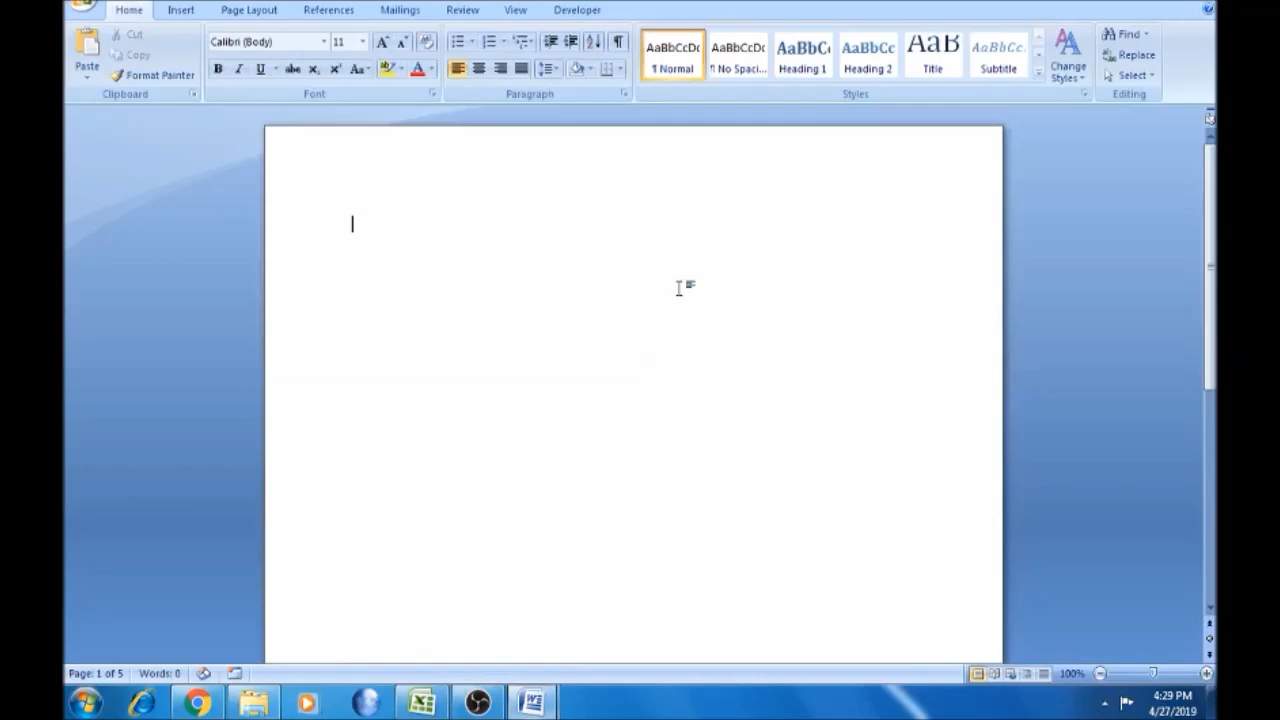 Home Insert Page Layout References Mailings Review View Developer
Paste
Cut
Copy
Format Painter
Clipboard
Calibri (Body) 11
Font
Paragraph
AaBbCcDc AaBbCcDc AaBbC AaBbCc AaB AaBbCc.
¶ Normal ¶ No Spaci... Heading 1 Heading 2 Title Subtitle
Change
Styles
Styles
Find
Replace
Select
Editing
Page: 1 of 5 Words: 0 100%
4:29 PM
4/27/2019